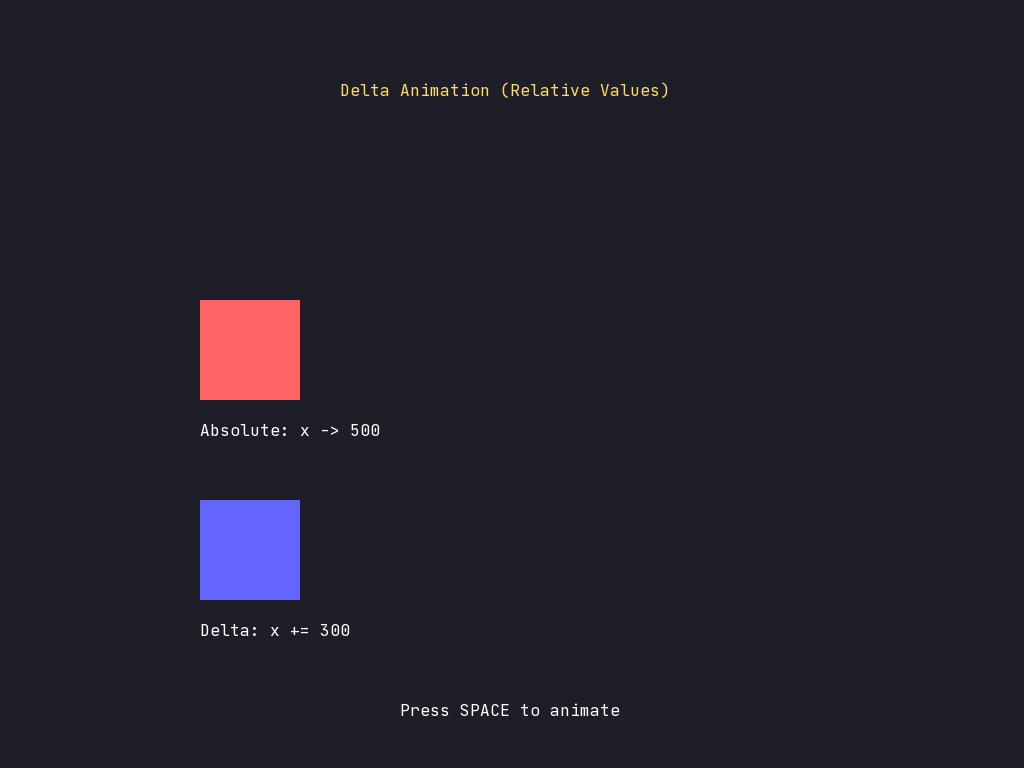 Delta Animation (Relative Values)
Absolute: x -> 500
Delta: x += 300
Press SPACE to animate